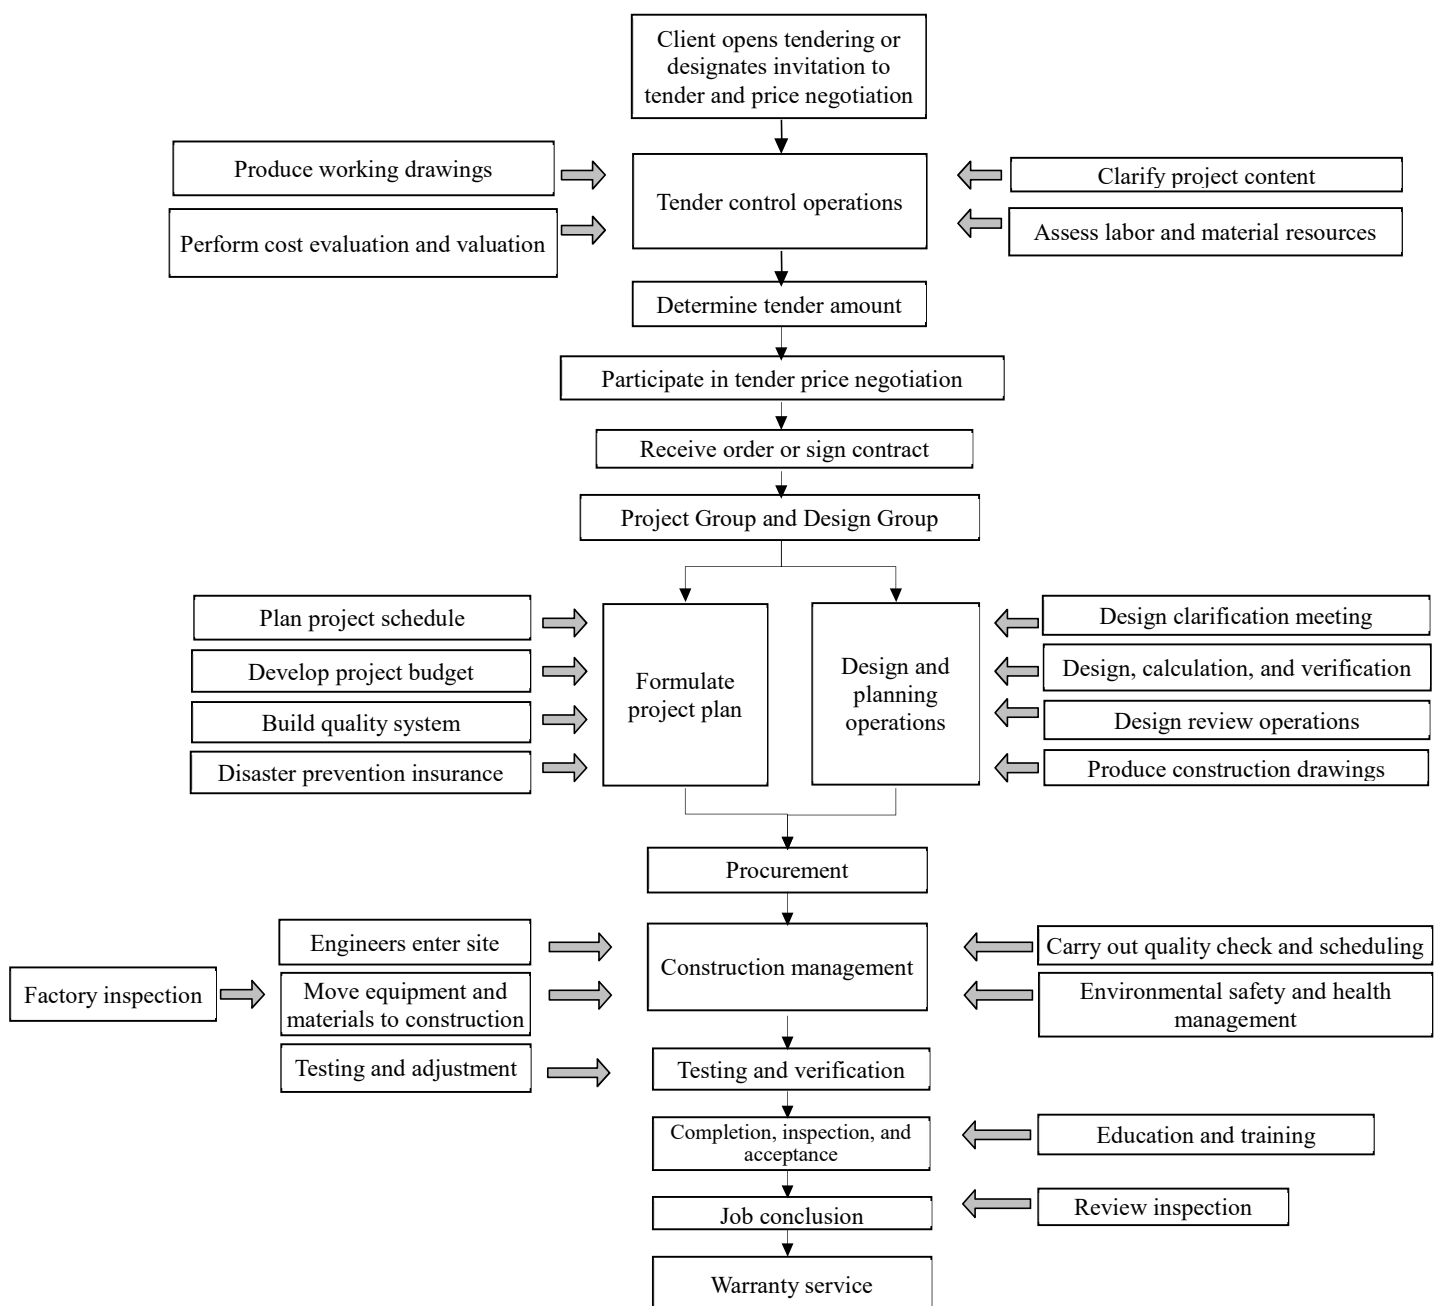 Client opens tendering or
designates invitation to
tender and price negotiation
Produce working drawings
Clarify project content
Tender control operations
Perform cost evaluation and valuation
Assess labor and material resources
Determine tender amount
Participate in tender price negotiation
Receive order or sign contract
Project Group and Design Group
Plan project schedule
Develop project budget
Build quality system
Disaster prevention insurance
Formulate
project plan
Design and
planning
operations
Design clarification meeting
Design, calculation, and verification
Design review operations
Produce construction drawings
Procurement
Engineers enter site
Construction management
Carry out quality check and scheduling
Factory inspection
Move equipment and
materials to construction
Environmental safety and health
management
Testing and adjustment
Testing and verification
Completion, inspection, and
acceptance
Education and training
Job conclusion
Review inspection
Warranty service